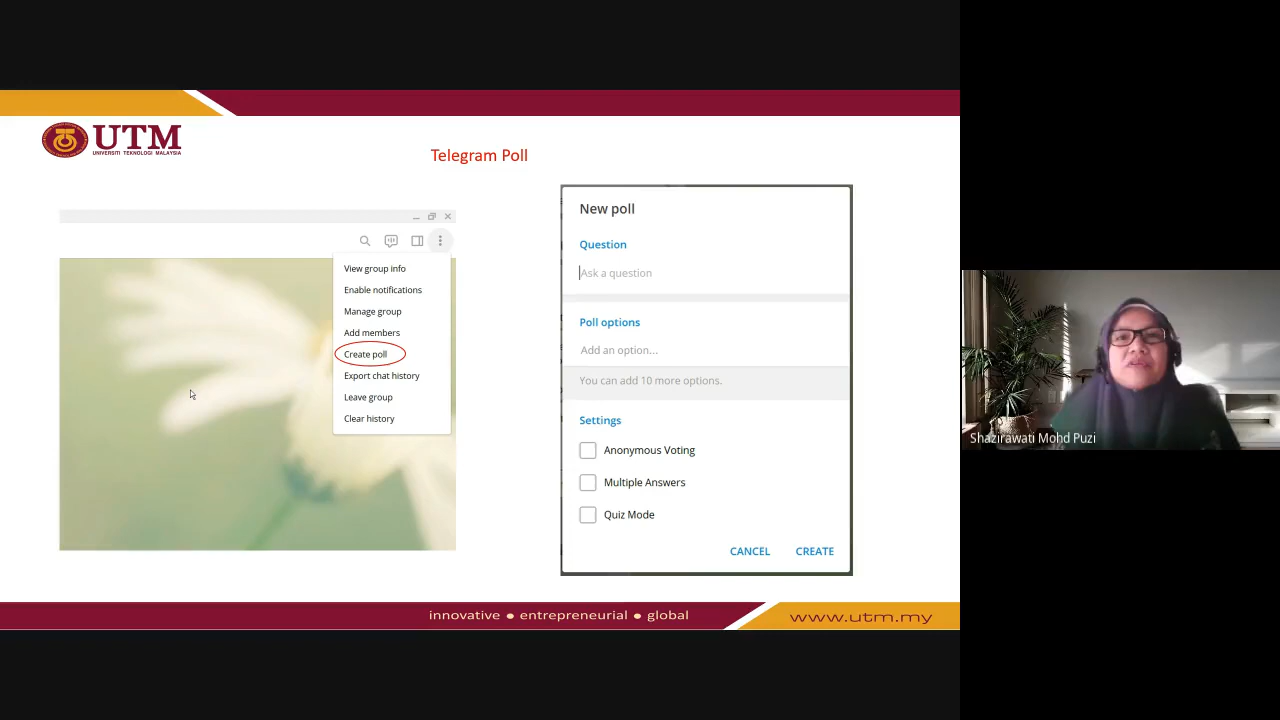 UTM
UNIVERSITI TEKNOLOGI MALAYSIA
Telegram Poll
View group info
Enable notifications
Manage group
Add members
Create poll
Export chat history
Leave group
Clear history
New poll
Question
Ask a question
Poll options
Add an option...
You can add 10 more options.
Settings
Anonymous Voting
Multiple Answers
Quiz Mode
CANCEL CREATE
Shazirawati Mohd Puzi
innovative ● entrepreneurial ● global
www.utm.my